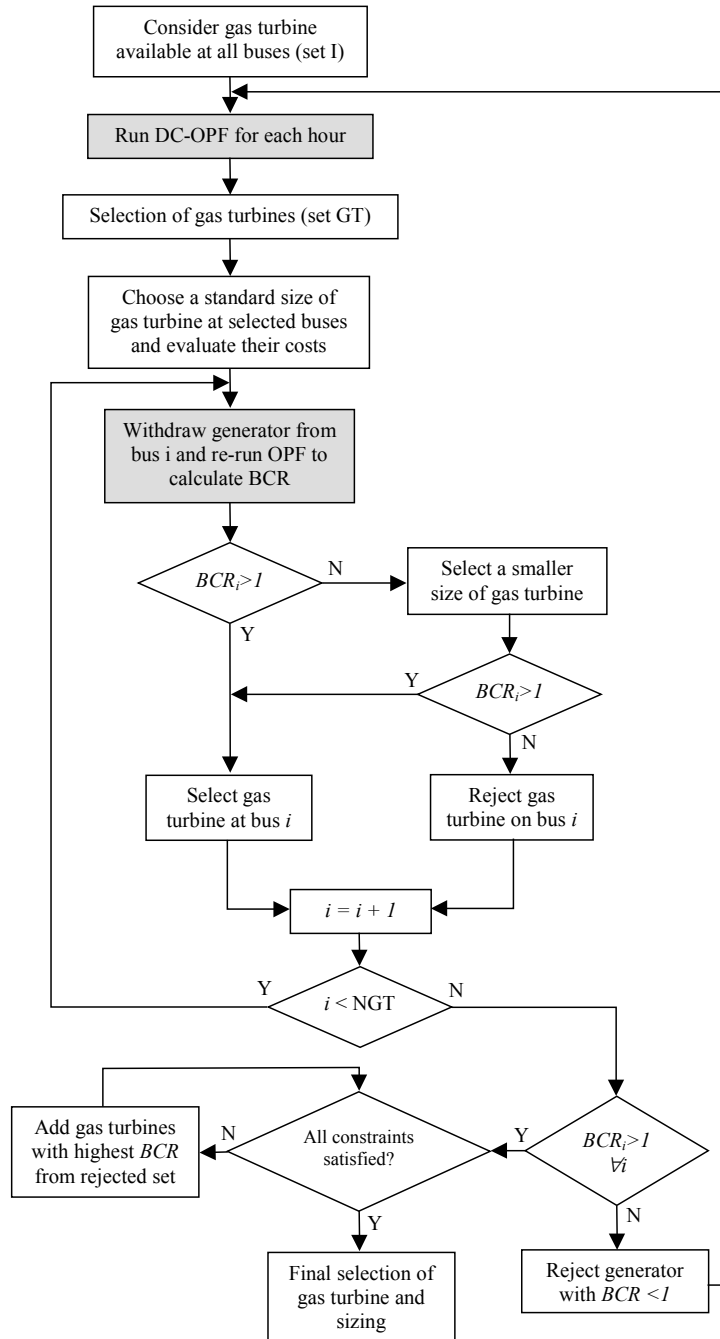 Consider gas turbine
available at all buses (set I)
Run DC-OPF for each hour
Selection of gas turbines (set GT)
Choose a standard size of
gas turbine at selected buses
and evaluate their costs
Withdraw generator from
bus i and re-run OPF to
calculate BCR
BCRᵢ>1
N
Select a smaller
size of gas turbine
Y
Y
BCRᵢ>1
N
Select gas
turbine at bus i
Reject gas
turbine on bus i
i = i + 1
Y
i < NGT
N
Add gas turbines
with highest BCR
from rejected set
N
All constraints
satisfied?
Y
BCRᵢ>1
∀i
Y
N
Final selection of
gas turbine and
sizing
Reject generator
with BCR <1